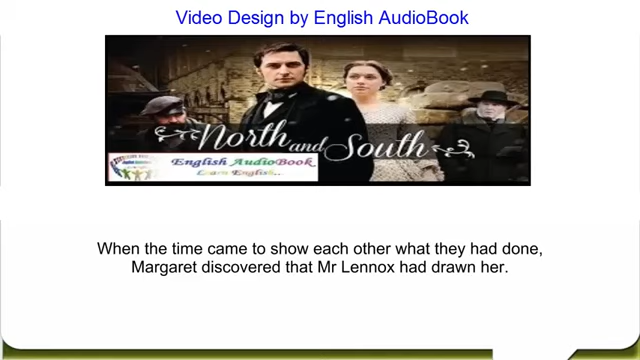 Video Design by English AudioBook
North and South
English AudioBook
Learn English...
When the time came to show each other what they had done,
Margaret discovered that Mr Lennox had drawn her.